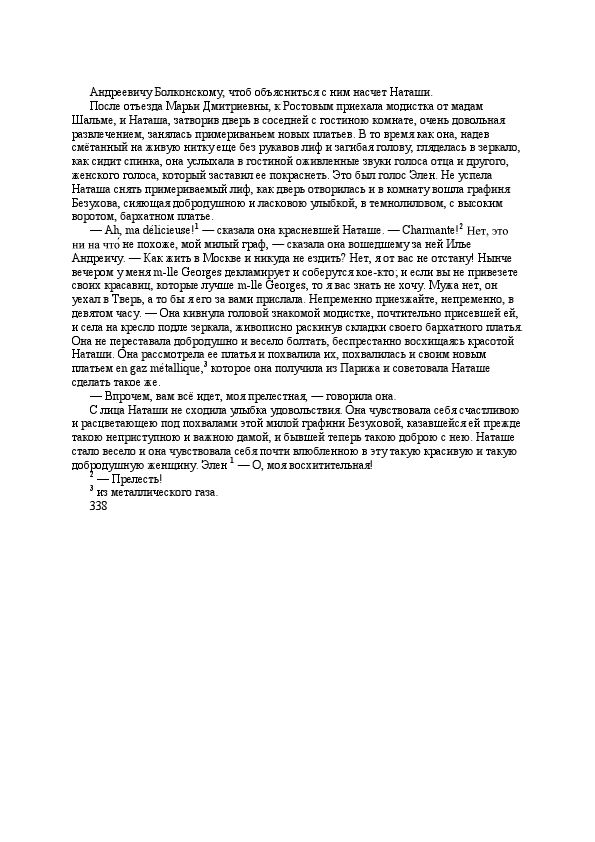 Андреевичу Болконскому, чтоб объясниться с ним насчет Наташи.
После отъезда Марьи Дмитриевны, к Ростовым приехала модистка от мадам
Шальме, и Наташа, затворив дверь в соседней с гостиною комнате, очень довольная
развлечением, занялась примериваньем новых платьев. В то время как она, надев
смётанный на живую нитку еще без рукавов лиф и загибая голову, гляделась в зеркало,
как сидит спинка, она услыхала в гостиной оживленные звуки голоса отца и другого,
женского голоса, который заставил ее покраснеть. Это был голос Элен. Не успела
Наташа снять примериваемый лиф, как дверь отворилась и в комнату вошла графиня
Безухова, сияющая добродушною и ласковою улыбкой, в темнолиловом, с высоким
воротом, бархатном платье.
— Ah, ma délicieuse!¹ — сказала она красневшей Наташе. — Charmante!² Нет, это
ни на что́ не похоже, мой милый граф, — сказала она вошедшему за ней Илье
Андреичу. — Как жить в Москве и никуда не ездить? Нет, я от вас не отстану! Нынче
вечером у меня m-lle Georges декламирует и соберутся кое-кто; и если вы не привезете
своих красавиц, которые лучше m-lle Georges, то я вас знать не хочу. Мужа нет, он
уехал в Тверь, а то бы я его за вами прислала. Непременно приезжайте, непременно, в
девятом часу. — Она кивнула головой знакомой модистке, почтительно присевшей ей,
и села на кресло подле зеркала, живописно раскинув складки своего бархатного платья.
Она не переставала добродушно и весело болтать, беспрестанно восхищаясь красотой
Наташи. Она рассмотрела ее платья и похвалила их, похвалилась и своим новым
платьем en gaz métallique,³ которое она получила из Парижа и советовала Наташе
сделать такое же.
— Впрочем, вам всё идет, моя прелестная, — говорила она.
С лица Наташи не сходила улыбка удовольствия. Она чувствовала себя счастливою
и расцветающею под похвалами этой милой графини Безуховой, казавшейся ей прежде
такою неприступною и важною дамой, и бывшей теперь такою доброю с нею. Наташе
стало весело и она чувствовала себя почти влюбленною в эту такую красивую и такую
добродушную женщину. Элен ¹ — О, моя восхитительная!
² — Прелесть!
³ из металлического газа.
338